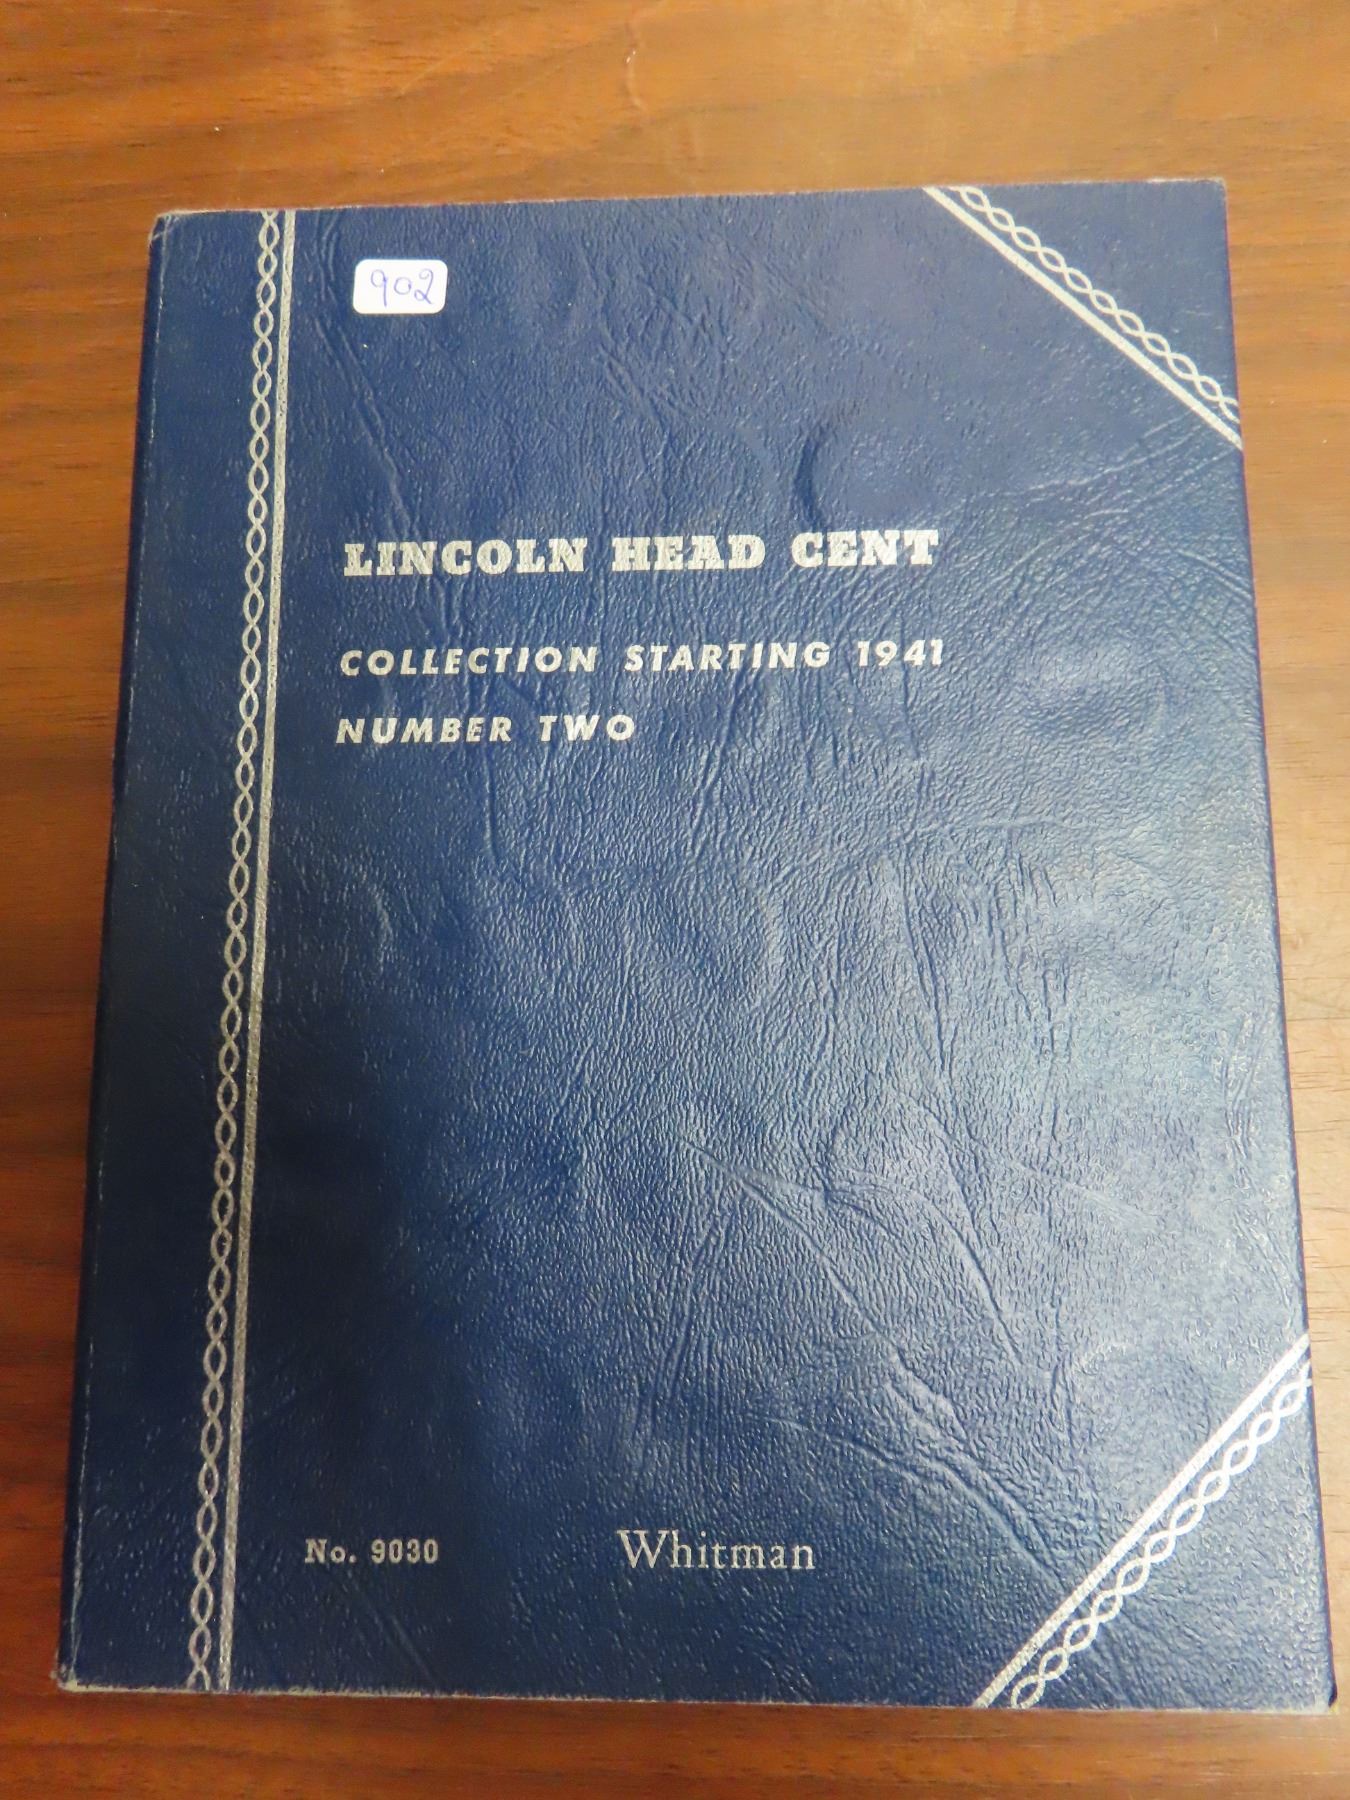 902
LINCOLN HEAD CENT
COLLECTION STARTING 1941
NUMBER TWO
No. 9030 Whitman